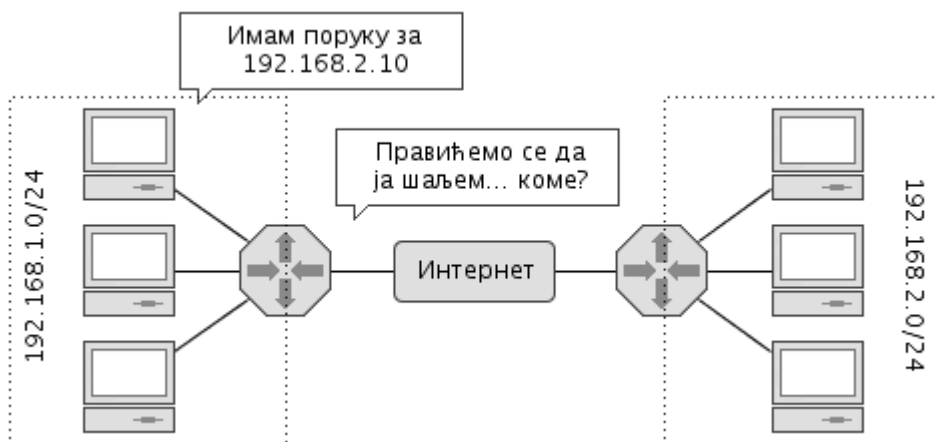 Имам поруку за
192.168.2.10
Правићемо се да
ја шаљем... коме?
192.168.1.0/24
Интернет
192.168.2.0/24